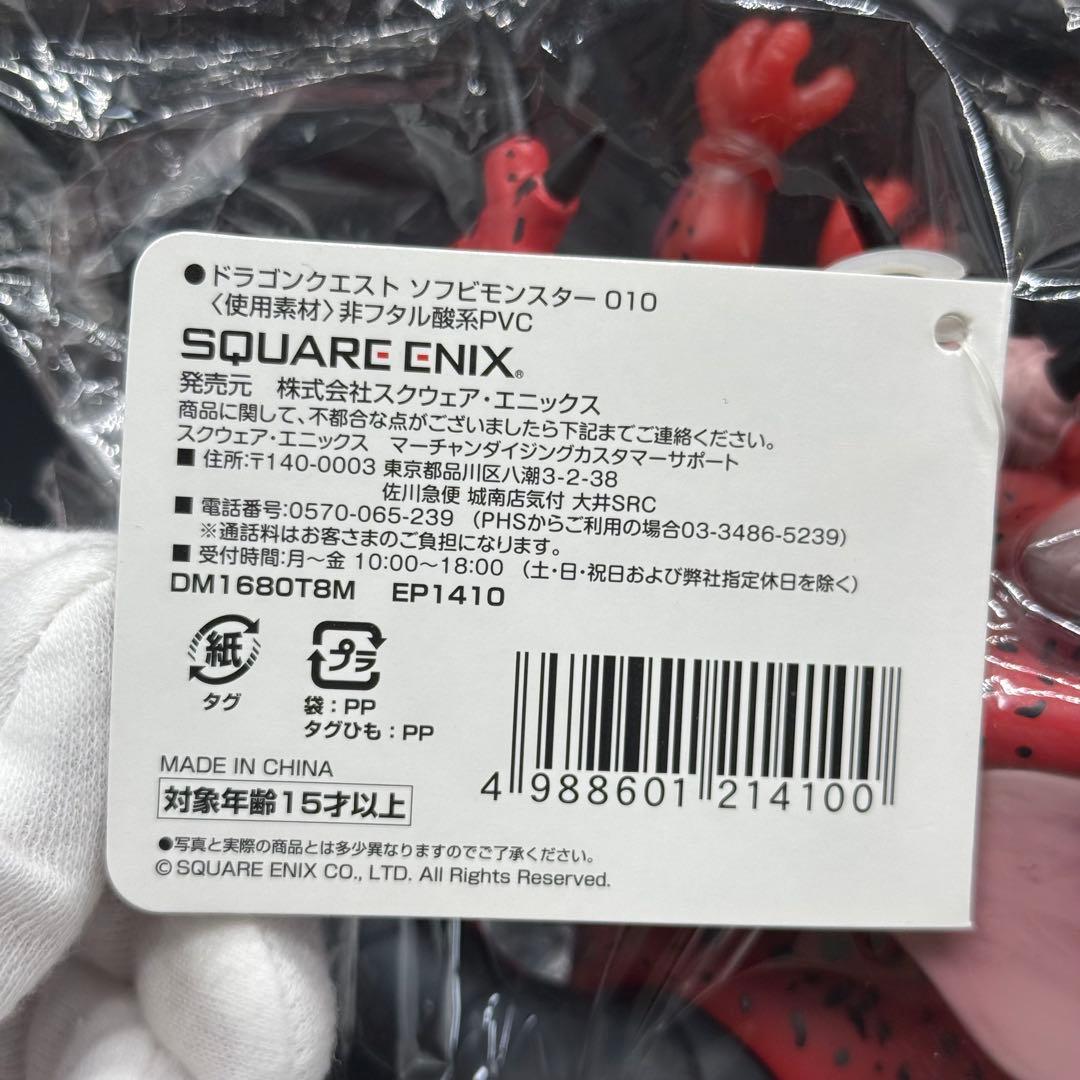 ●ドラゴンクエスト ソフビモンスター 010
〈使用素材〉非フタル酸系PVC
SQUARE ENIX®
発売元 株式会社スクウェア・エニックス
商品に関して、不都合な点がございましたら下記までご連絡ください。
スクウェア・エニックス マーチャンダイジングカスタマーサポート
■ 住所:〒140-0003 東京都品川区八潮3-2-38
佐川急便 城南店気付 大井SRC
■ 電話番号:0570-065-239 (PHSからご利用の場合03-3486-5239)
※通話料はお客さまのご負担になります。
■ 受付時間:月〜金 10:00〜18:00 (土・日・祝日および弊社指定休日を除く)
DM1680T8M EP1410
紙
タグ
プラ
袋:PP
タグひも:PP
MADE IN CHINA
対象年齢15才以上
4 988601 214100
●写真と実際の商品とは多少異なりますのでご了承ください。
© SQUARE ENIX CO., LTD. All Rights Reserved.